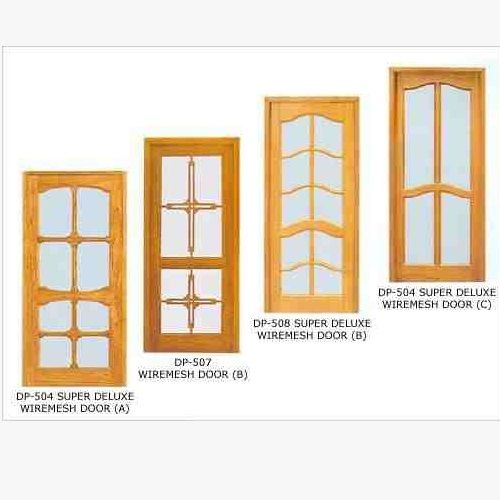 DP-504 SUPER DELUXE
WIREMESH DOOR (A)
DP-507
WIREMESH DOOR (B)
DP-508 SUPER DELUXE
WIREMESH DOOR (B)
DP-504 SUPER DELUXE
WIREMESH DOOR (C)